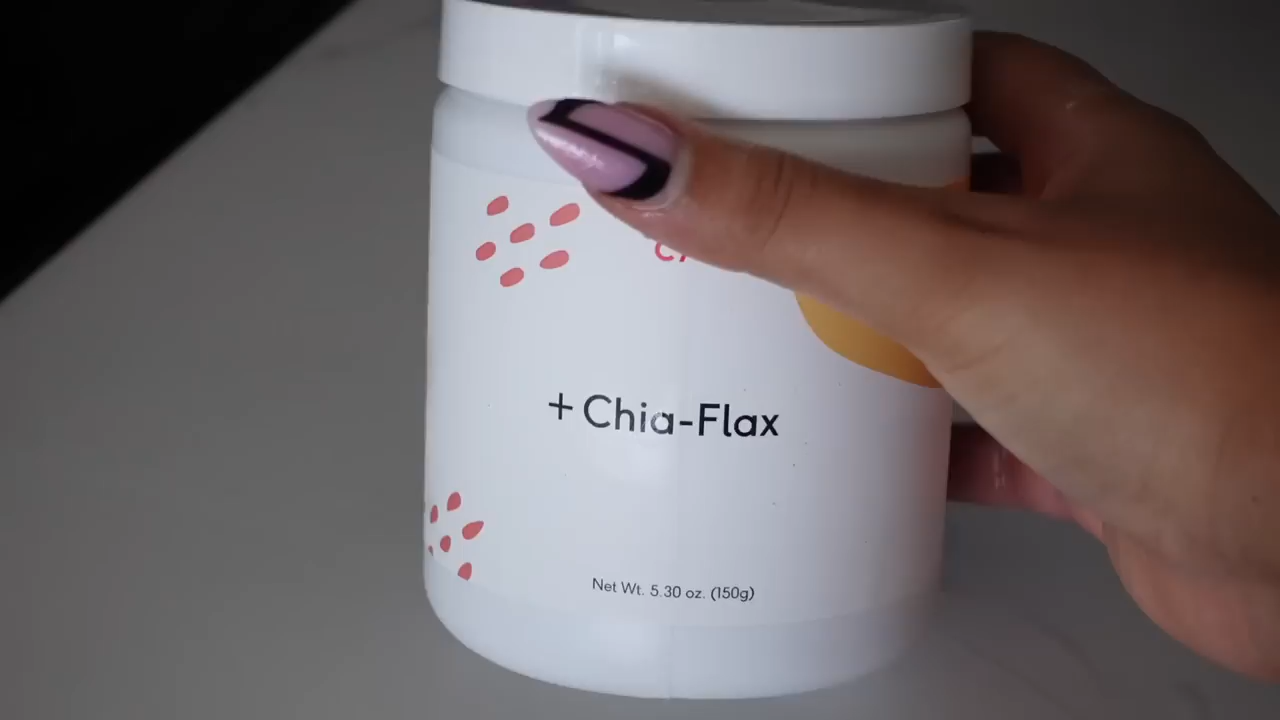 + Chia-Flax
Net Wt. 5.30 oz. (150g)